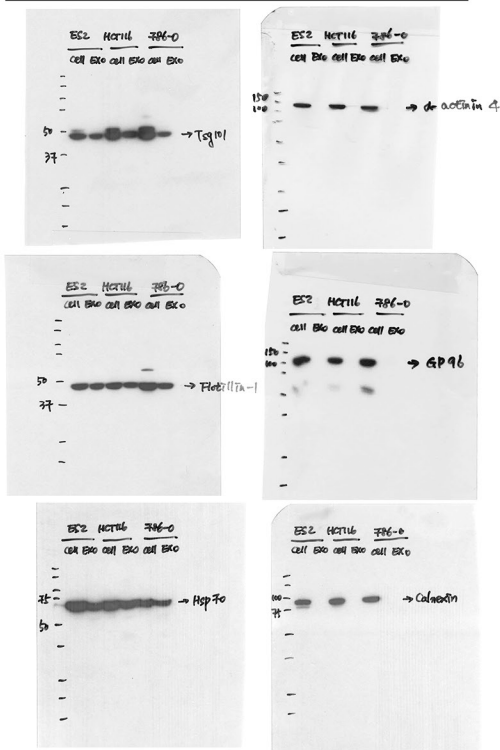 ES2 HCT116 786-O
cell Exo cell Exo cell Exo
50
37
→Tsg101
ES2 HCT116 786-O
cell Exo cell Exo cell Exo
150
100
→ actinin 4
ES2 HCT116 786-O
cell Exo cell Exo cell Exo
50
37
→Flotillin-1
ES2 HCT116 786-O
cell Exo cell Exo cell Exo
150
100
→ GP96
ES2 HCT116 786-O
cell Exo cell Exo cell Exo
75
50
→Hsp70
ES2 HCT116 786-O
cell Exo cell Exo cell Exo
100
75
→Calnexin